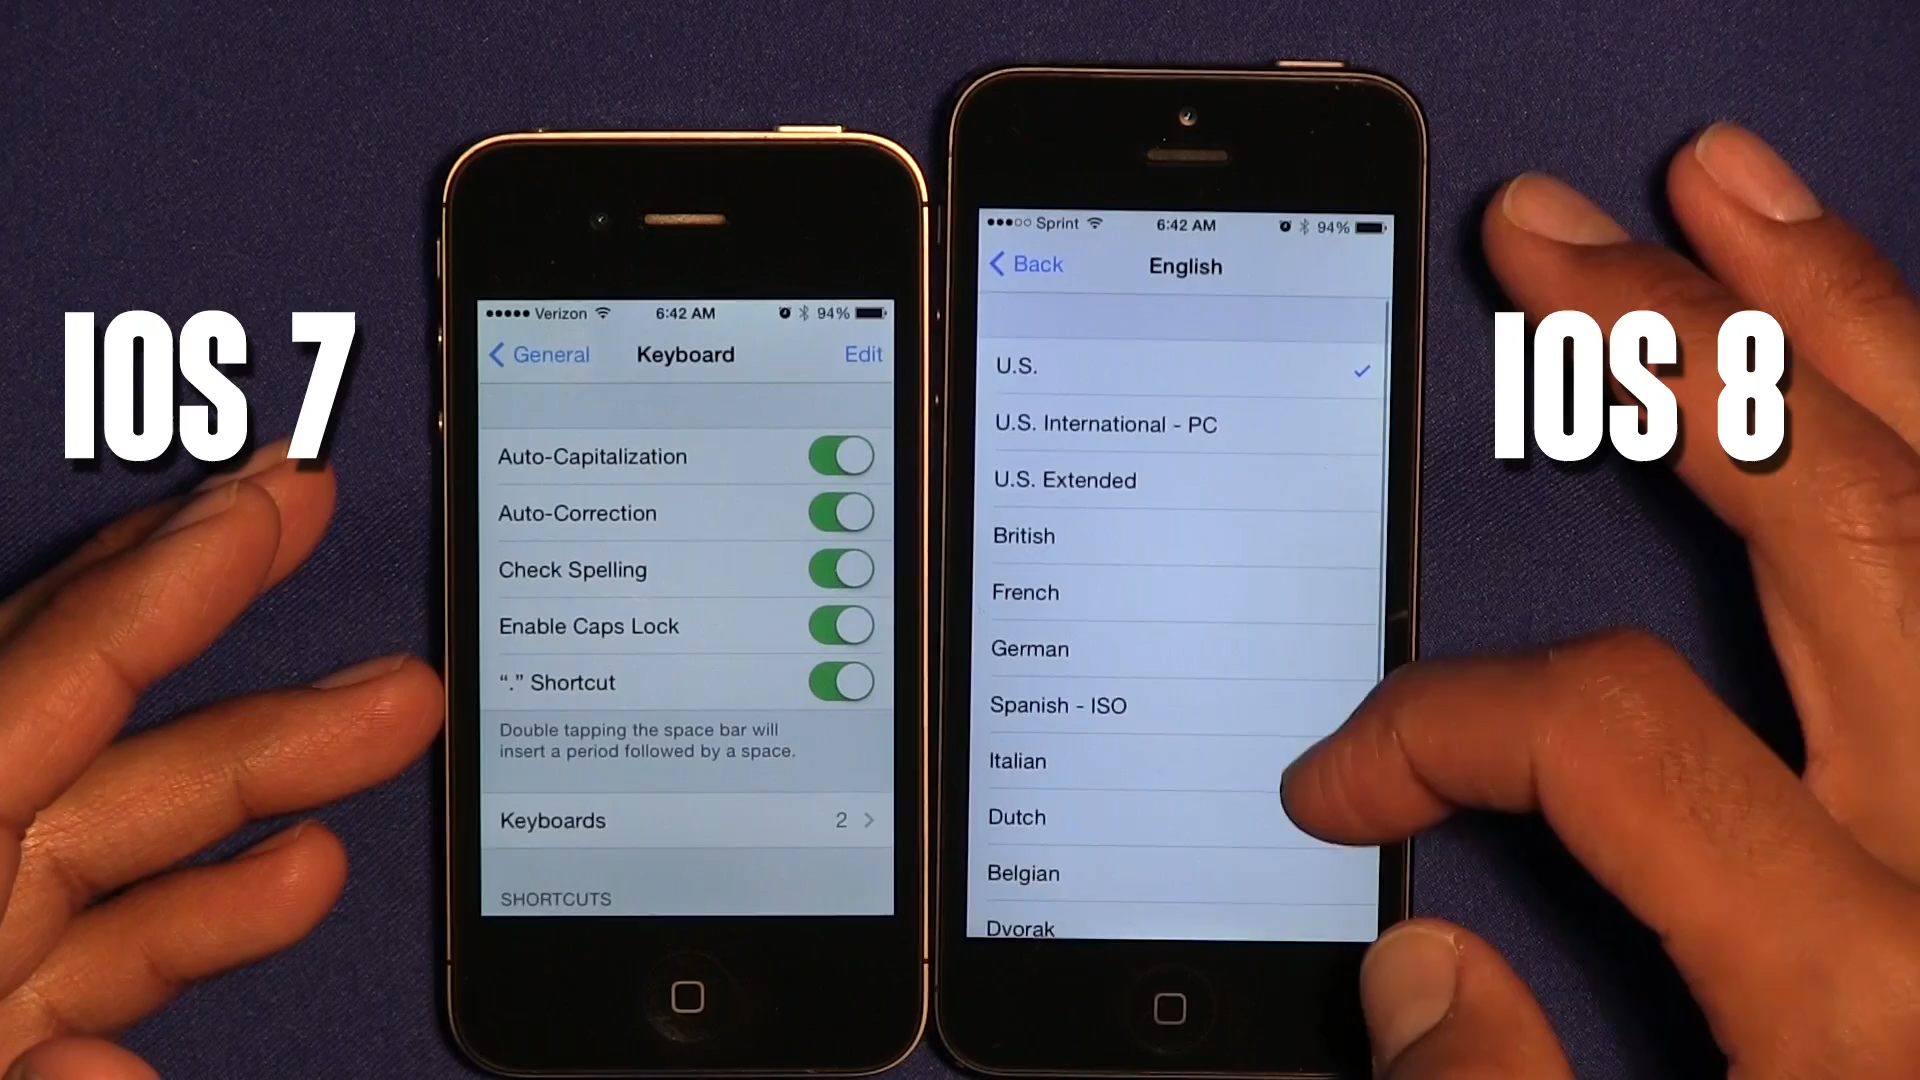 IOS 7
Verizon 6:42 AM 94%
General Keyboard Edit
Auto-Capitalization
Auto-Correction
Check Spelling
Enable Caps Lock
“.” Shortcut
Double tapping the space bar will
insert a period followed by a space.
Keyboards 2
SHORTCUTS
Sprint 6:42 AM 94%
Back English
U.S.
U.S. International - PC
U.S. Extended
British
French
German
Spanish - ISO
Italian
Dutch
Belgian
Dvorak
IOS 8